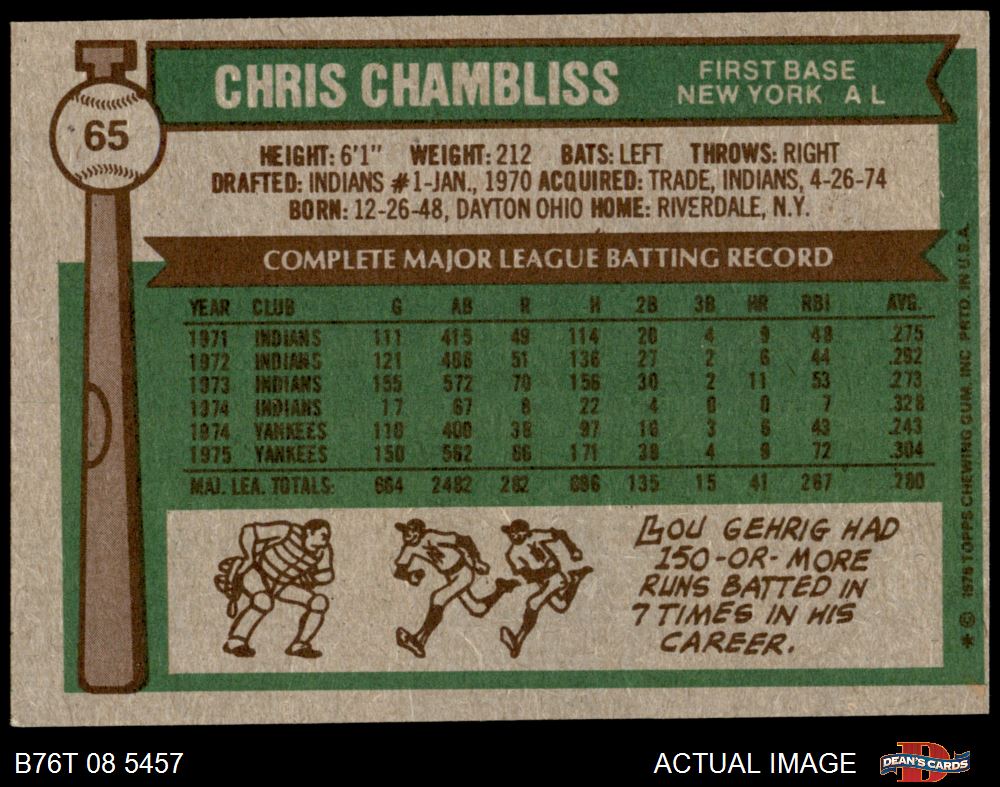 65
CHRIS CHAMBLISS
FIRST BASE
NEW YORK A L
HEIGHT: 6'1" WEIGHT: 212 BATS: LEFT THROWS: RIGHT
DRAFTED: INDIANS #1-JAN., 1970 ACQUIRED: TRADE, INDIANS, 4-26-74
BORN: 12-26-48, DAYTON OHIO HOME: RIVERDALE, N.Y.
COMPLETE MAJOR LEAGUE BATTING RECORD
YEAR CLUB G AB R H 2B 3B HR RBI AVG.
1971 INDIANS 111 415 49 114 20 4 9 48 .275
1972 INDIANS 121 466 51 136 27 2 6 44 .292
1973 INDIANS 155 572 70 156 30 2 11 53 .273
1974 INDIANS 17 67 8 22 4 0 0 7 .328
1974 YANKEES 110 400 38 97 16 3 6 43 .243
1975 YANKEES 150 562 66 171 38 4 9 72 .304
MAJ. LEA. TOTALS: 664 2482 282 696 135 15 41 267 .280
LOU GEHRIG HAD
150-OR-MORE
RUNS BATTED IN
7 TIMES IN HIS
CAREER.
* © 1976 TOPPS CHEWING GUM, INC. PRTD. IN U.S.A.
B76T 08 5457
ACTUAL IMAGE
D
DEAN'S CARDS